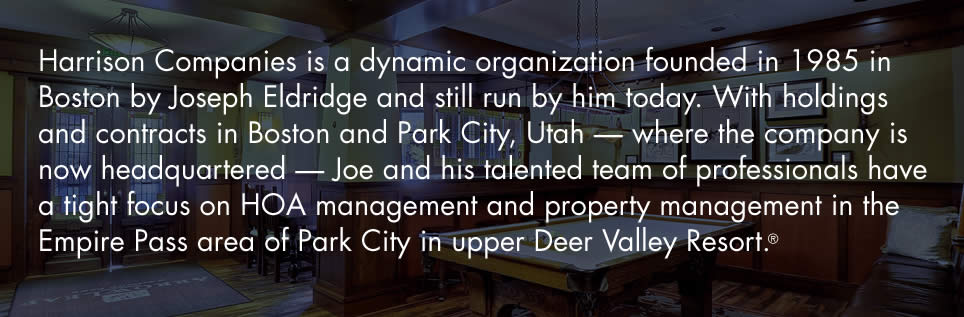 Harrison Companies is a dynamic organization founded in 1985 in
Boston by Joseph Eldridge and still run by him today. With holdings
and contracts in Boston and Park City, Utah — where the company is
now headquartered — Joe and his talented team of professionals have
a tight focus on HOA management and property management in the
Empire Pass area of Park City in upper Deer Valley Resort.®